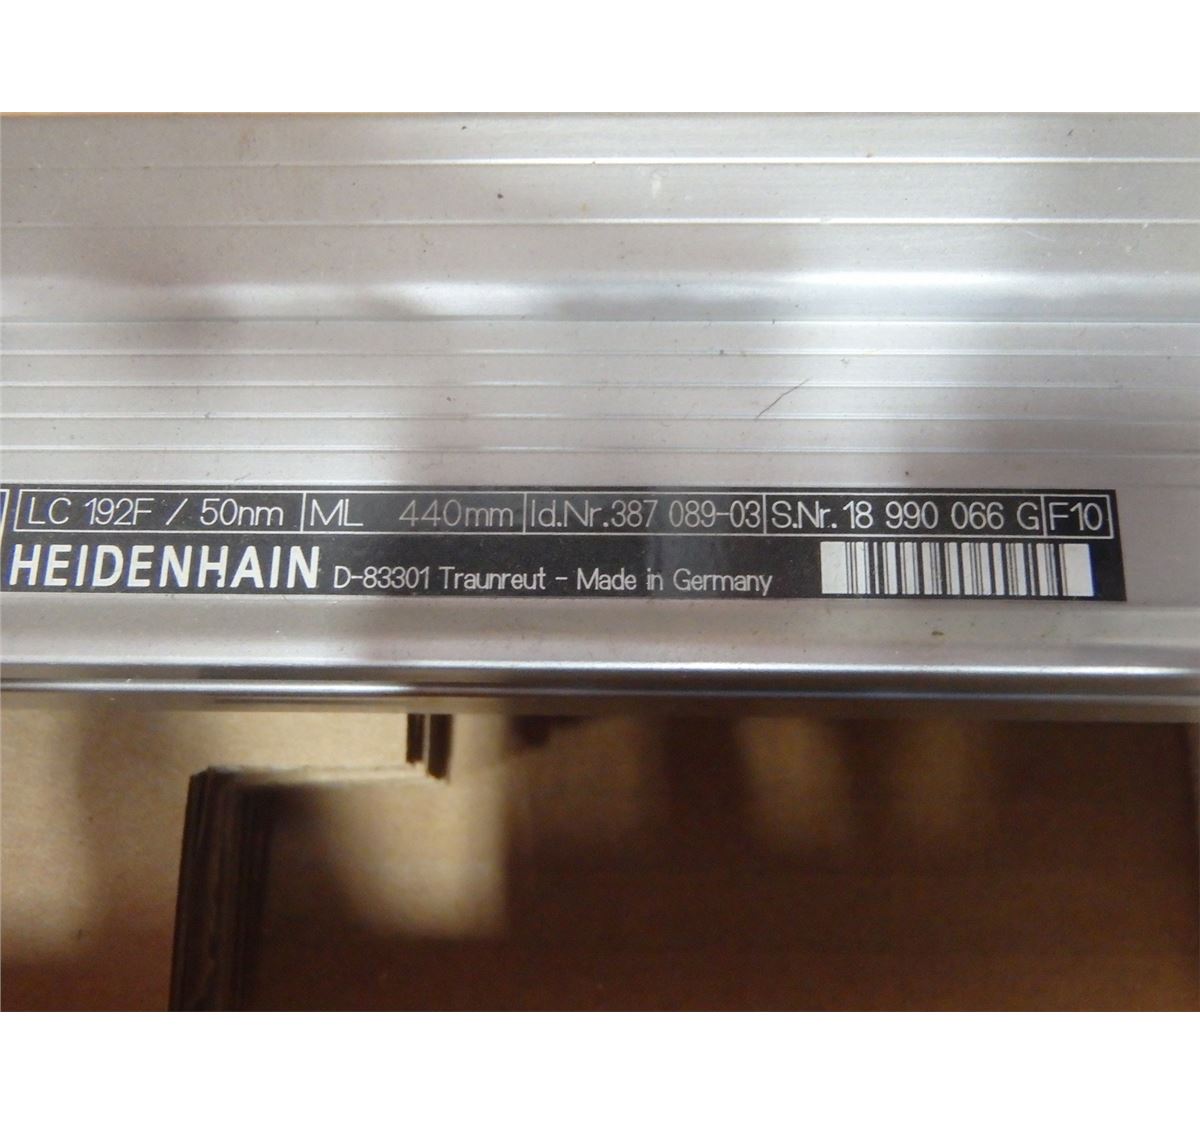 LC 192F / 50nm ML 440mm Id.Nr.387 089-03 S.Nr. 18 990 066 G F10
HEIDENHAIN D-83301 Traunreut - Made in Germany